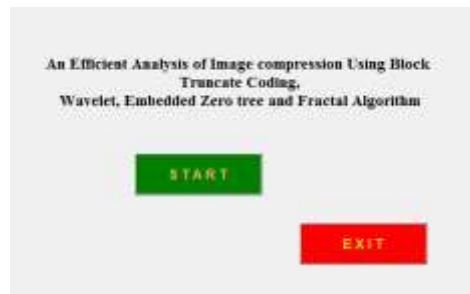 An Efficient Analysis of Image compression Using Block
Truncate Coding,
Wavelet, Embedded Zero tree and Fractal Algorithm
START
EXIT